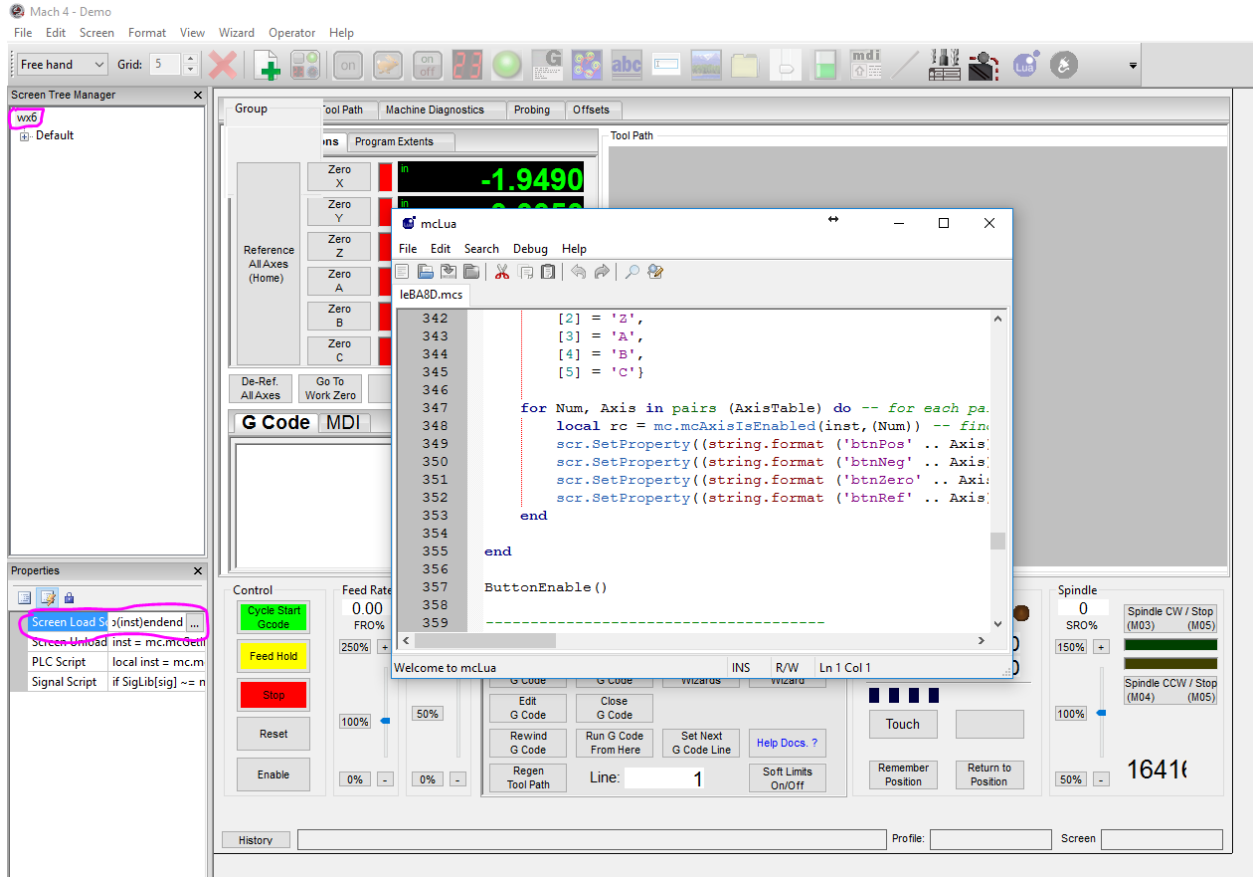 Mach 4 - Demo
File Edit Screen Format View Wizard Operator Help
Free hand Grid: 5 on on off G abc mdi Lua
Screen Tree Manager
wx6
Default
Group Tool Path Machine Diagnostics Probing Offsets
ons Program Extents
Tool Path
Reference All Axes (Home)
Zero X in -1.9490
Zero Y in
Zero Z
Zero A
Zero B
Zero C
De-Ref. All Axes Go To Work Zero
G Code MDI
mcLua
File Edit Search Debug Help
leBA8D.mcs
342 [2] = 'Z',
343 [3] = 'A',
344 [4] = 'B',
345 [5] = 'C'}
346
347 for Num, Axis in pairs (AxisTable) do -- for each pa
348 local rc = mc.mcAxisIsEnabled(inst,(Num)) -- fin
349 scr.SetProperty((string.format ('btnPos' .. Axis
350 scr.SetProperty((string.format ('btnNeg' .. Axis
351 scr.SetProperty((string.format ('btnZero' .. Axi
352 scr.SetProperty((string.format ('btnRef' .. Axis
353 end
354
355 end
356
357 ButtonEnable()
358
359 --------------------------------------
Welcome to mcLua INS R/W Ln 1 Col 1
Properties
Screen Load S ɔ(inst)endend ...
Screen Unload inst = mc.mcGetI
PLC Script local inst = mc.m
Signal Script if SigLib[sig] ~= n
Control
Cycle Start Gcode
Feed Hold
Stop
Reset
Enable
Feed Rate
0.00
FRO%
250% +
100%
0% -
50%
0% -
G Code G Code Wizards Wizard
Edit G Code Close G Code
Rewind G Code Run G Code From Here Set Next G Code Line Help Docs. ?
Regen Tool Path Line: 1 Soft Limits On/Off
Touch
Remember Position Return to Position
Spindle
0
SRO%
150% +
100%
50% -
Spindle CW / Stop
(M03) (M05)
Spindle CCW / Stop
(M04) (M05)
16416
History Profile: Screen